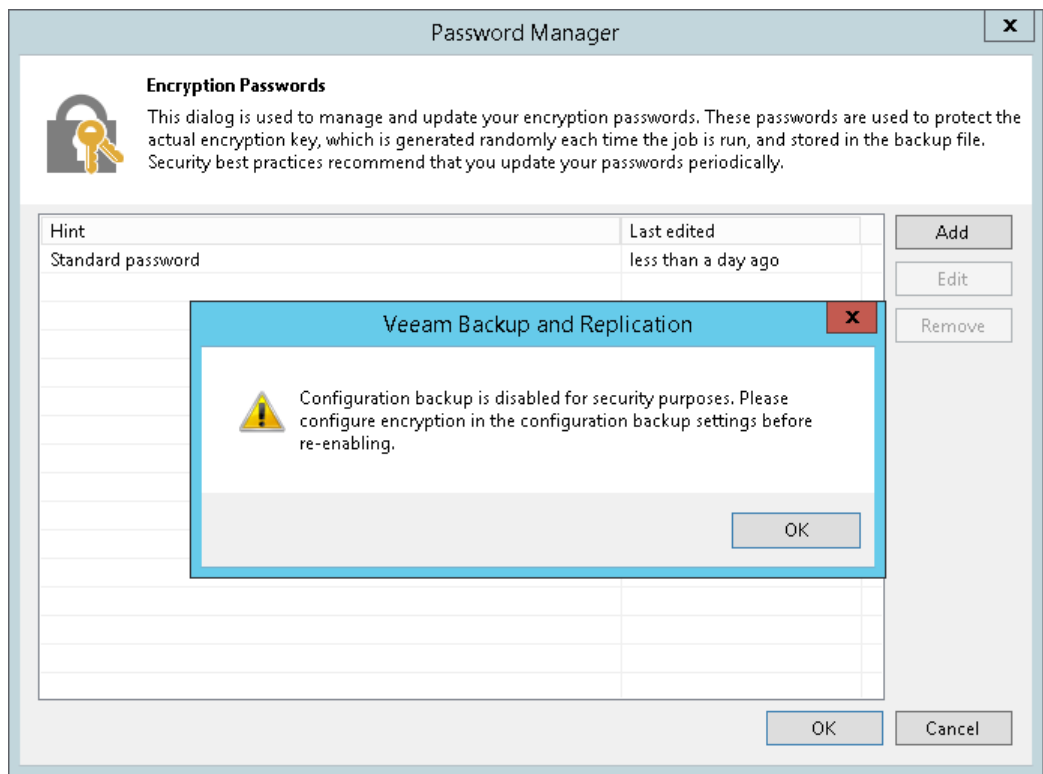 Password Manager
x
Encryption Passwords
This dialog is used to manage and update your encryption passwords. These passwords are used to protect the
actual encryption key, which is generated randomly each time the job is run, and stored in the backup file.
Security best practices recommend that you update your passwords periodically.
Hint Last edited
Standard password less than a day ago
Add
Edit
Remove
Veeam Backup and Replication
x
Configuration backup is disabled for security purposes. Please
configure encryption in the configuration backup settings before
re-enabling.
OK
OK Cancel